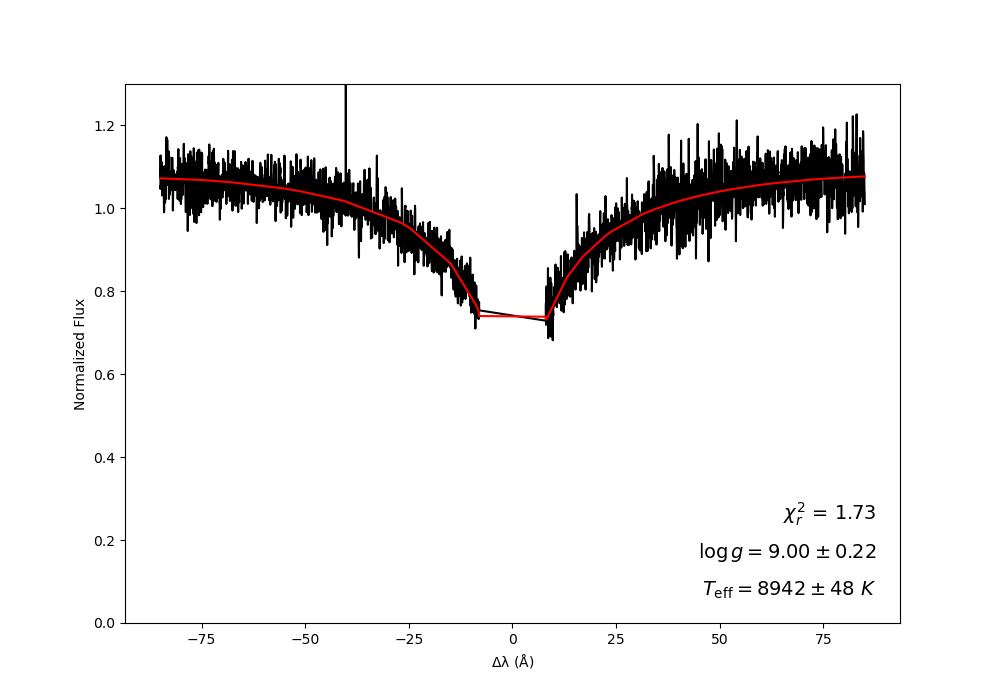 Normalized Flux
1.2
1.0
0.8
0.6
0.4
0.2
0.0
χ²ᵣ = 1.73
log g = 9.00 ± 0.22
T_eff = 8942 ± 48 K
−75 −50 −25 0 25 50 75
Δλ (Å)